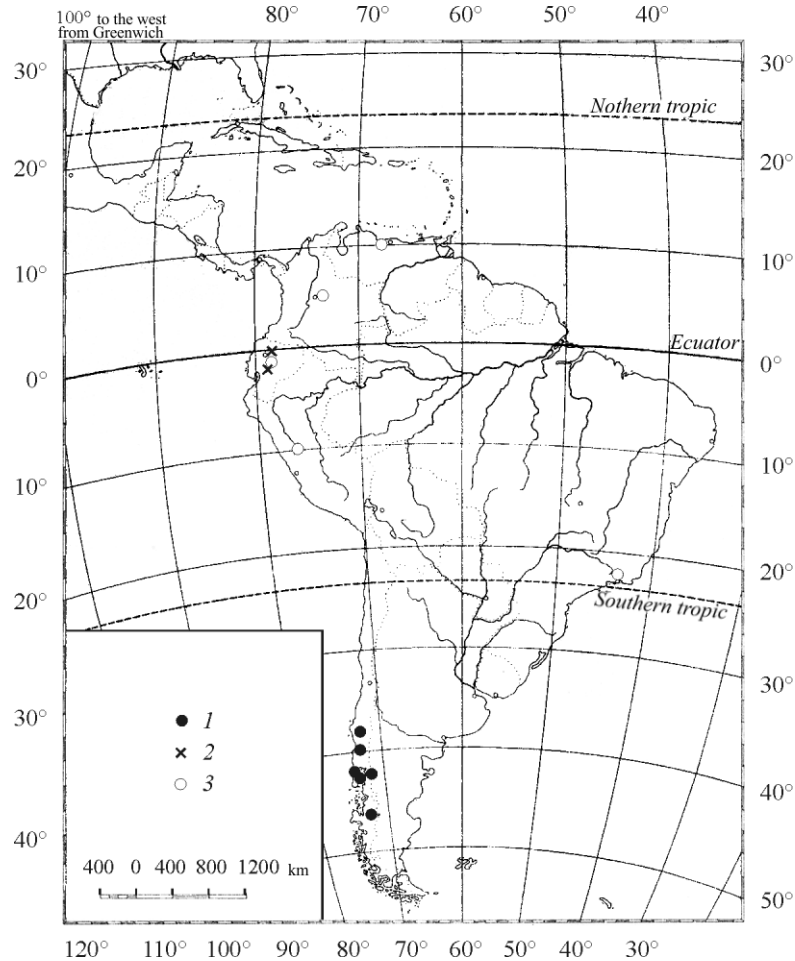 100° to the west
from Greenwich
80° 70° 60° 50° 40°
30° 30°
Nothern tropic
20° 20°
10° 10°
Ecuator
0° 0°
10° 10°
20° 20°
Southern tropic
30° 30°
1
2
3
40° 40°
400 0 400 800 1200 km
50°
120° 110° 100° 90° 80° 70° 60° 50° 40° 30°